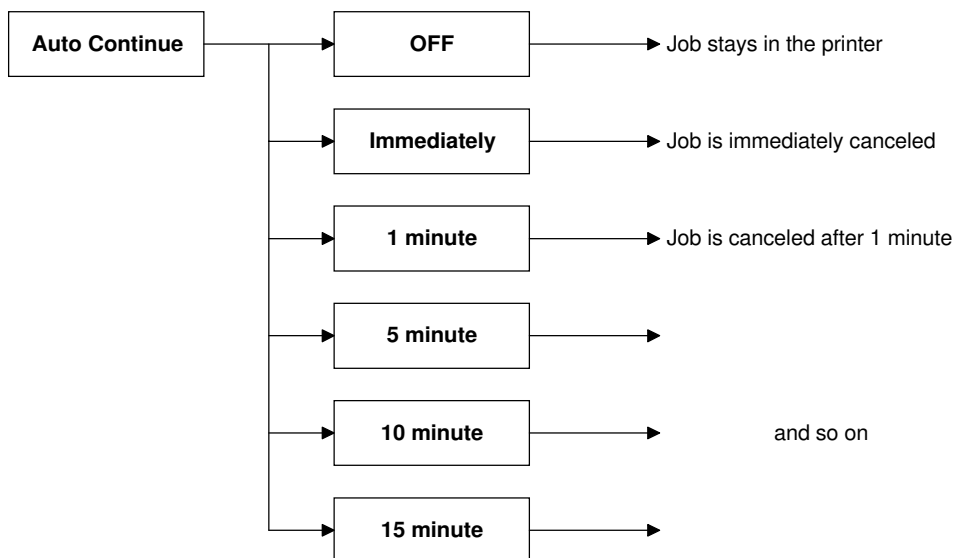 Auto Continue
OFF
Job stays in the printer
Immediately
Job is immediately canceled
1 minute
Job is canceled after 1 minute
5 minute
10 minute
and so on
15 minute